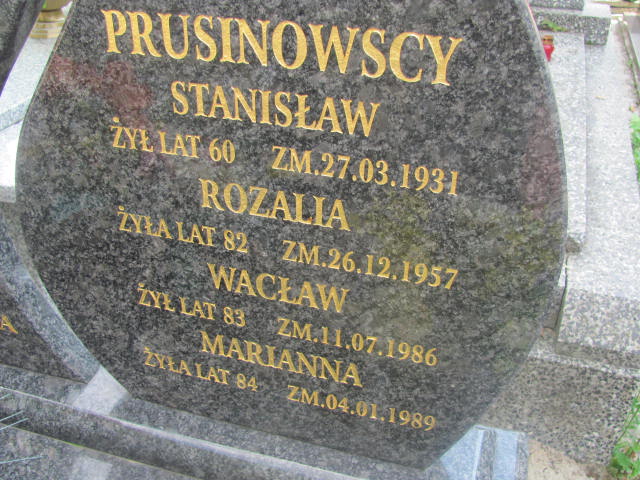 PRUSINOWSCY
STANISŁAW
ŻYŁ LAT 60 ZM.27.03.1931
ROZALIA
ŻYŁA LAT 82 ZM.26.12.1957
WACŁAW
ŻYŁ LAT 83 ZM.11.07.1986
MARIANNA
ŻYŁA LAT 84 ZM.04.01.1989